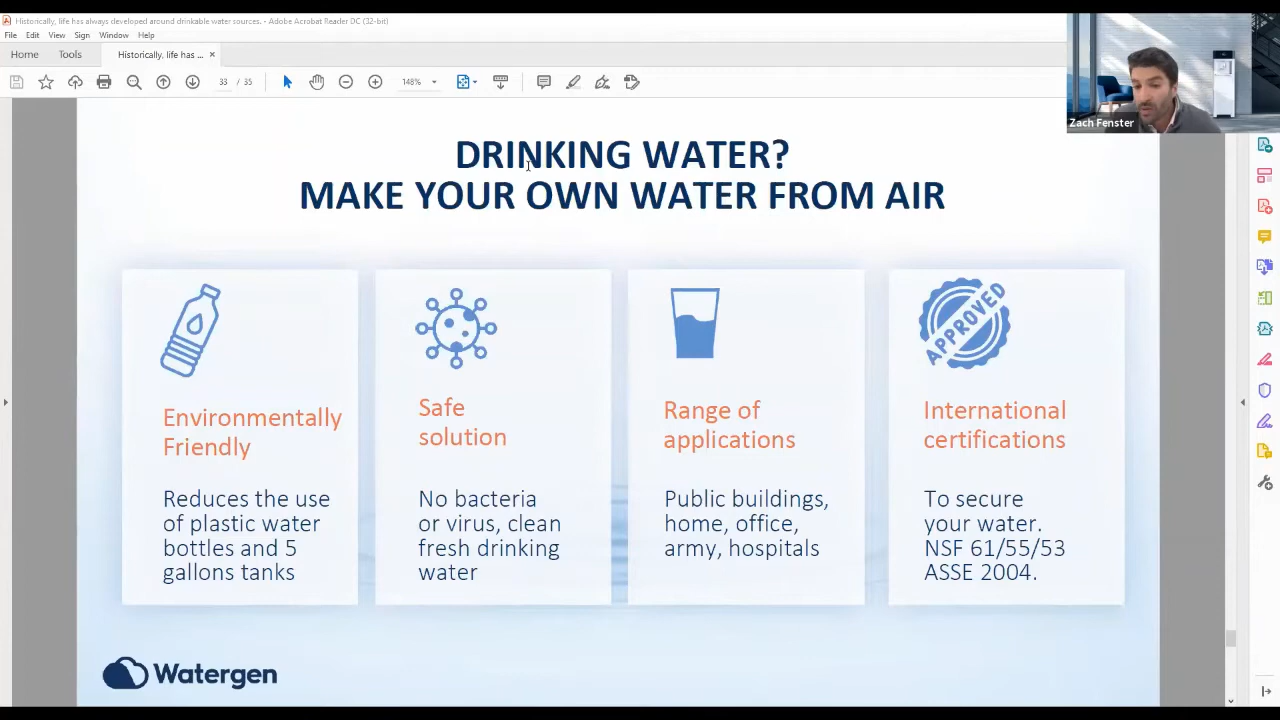 Historically, life has always developed around drinkable water sources. - Adobe Acrobat Reader DC (32-bit)
File Edit View Sign Window Help
Home Tools Historically, life has ... ×
33 / 35 148%
Zach Fenster
DRINKING WATER?
MAKE YOUR OWN WATER FROM AIR
Environmentally
Friendly
Reduces the use
of plastic water
bottles and 5
gallons tanks
Safe
solution
No bacteria
or virus, clean
fresh drinking
water
Range of
applications
Public buildings,
home, office,
army, hospitals
APPROVED
International
certifications
To secure
your water.
NSF 61/55/53
ASSE 2004.
Watergen